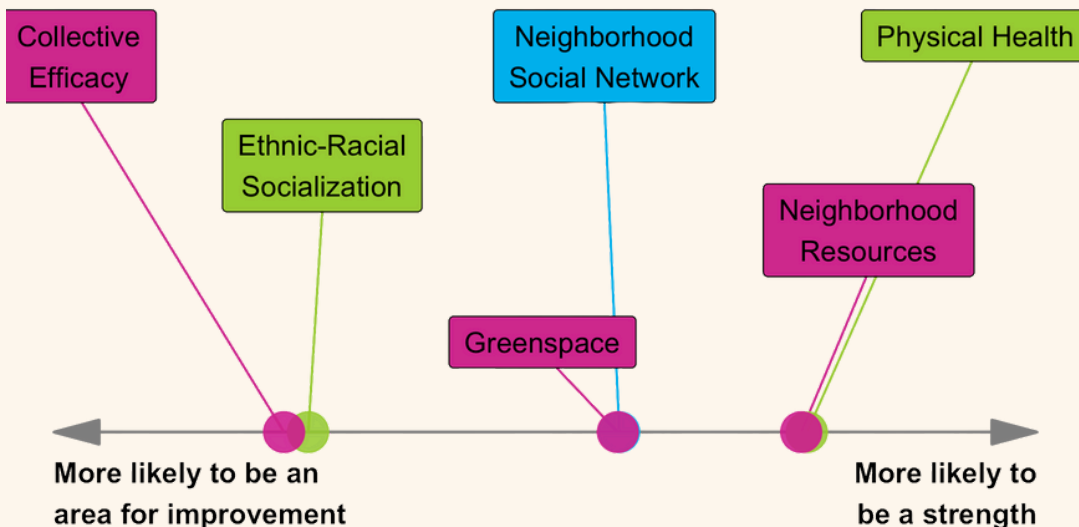 Collective
Efficacy
Neighborhood
Social Network
Physical Health
Ethnic-Racial
Socialization
Neighborhood
Resources
Greenspace
More likely to be an
area for improvement
More likely to
be a strength